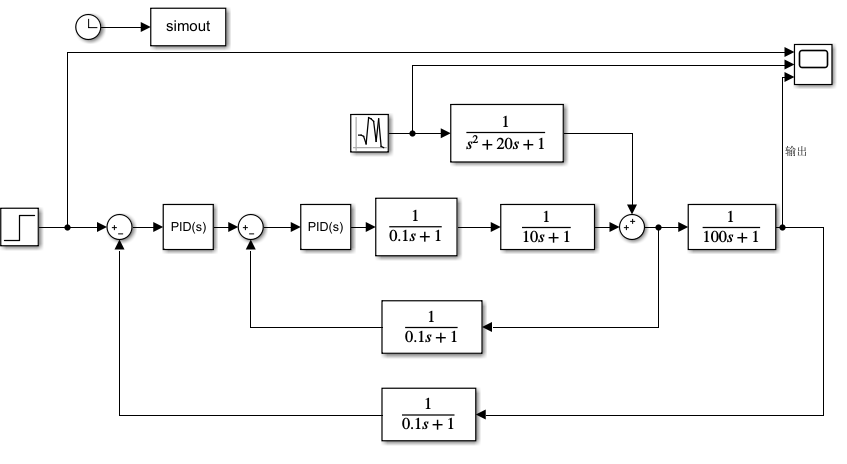 simout
1
s² + 20s + 1
输出
+
−
PID(s)
+
−
PID(s)
1
0.1s + 1
1
10s + 1
+
+
1
100s + 1
1
0.1s + 1
1
0.1s + 1